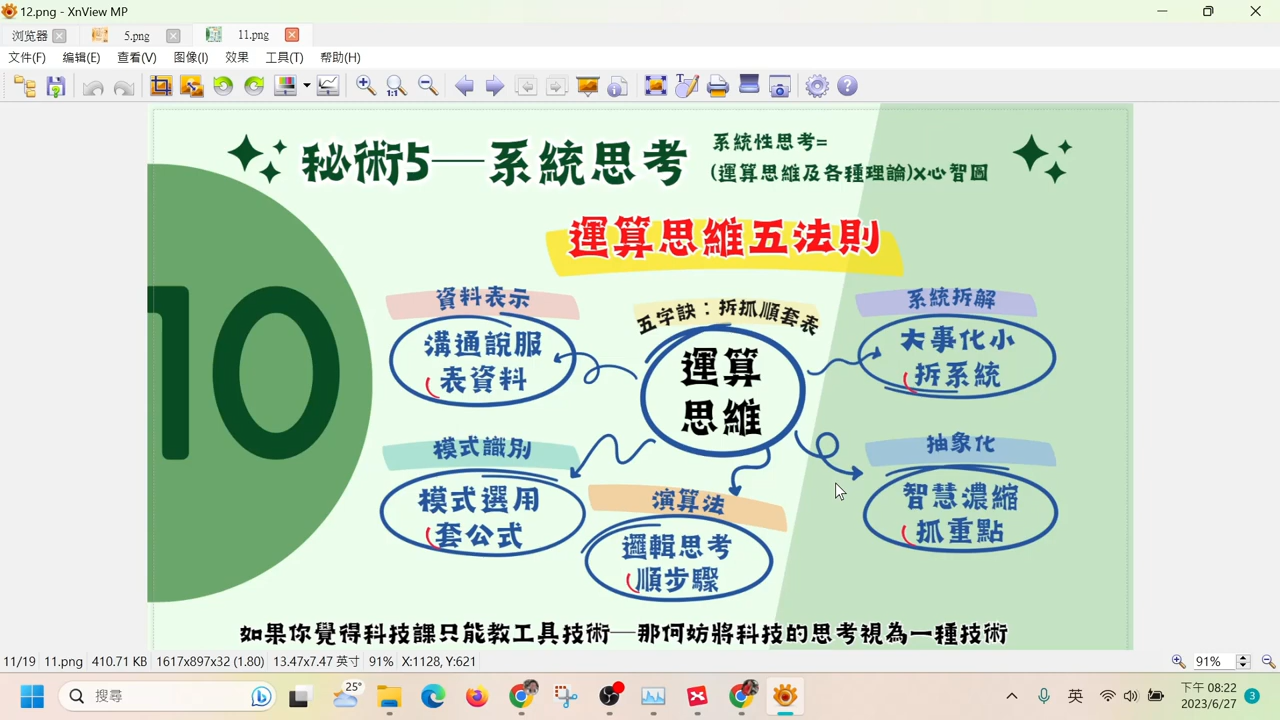 12.png - XnView MP
浏览器
5.png
11.png
文件(F)
编辑(E)
查看(V)
图像(I)
效果
工具(T)
帮助(H)
1:1
秘術5—系統思考
系統性思考=
(運算思維及各種理論)X心智圖
運算思維五法則
10
資料表示
溝通說服
表資料
五字訣：拆抓順套表
運算
思維
系統拆解
大事化小
拆系統
模式識別
模式選用
套公式
演算法
邏輯思考
順步驟
抽象化
智慧濃縮
抓重點
如果你覺得科技課只能教工具技術—那何妨將科技的思考視為一種技術
11/19
11.png
410.71 KB
1617x897x32 (1.80)
13.47x7.47 英寸
91%
X:1128, Y:621
91%
搜尋
25°
英
下午 08:22
2023/6/27
3